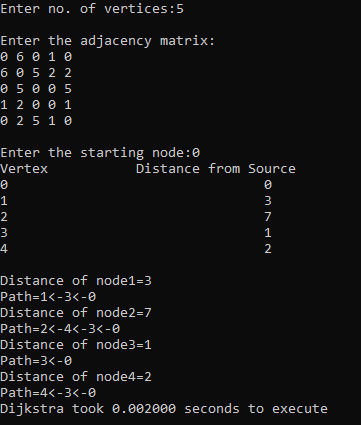 Enter no. of vertices:5
Enter the adjacency matrix:
0 6 0 1 0
6 0 5 2 2
0 5 0 0 5
1 2 0 0 1
0 2 5 1 0
Enter the starting node:0
Vertex Distance from Source
0 0
1 3
2 7
3 1
4 2
Distance of node1=3
Path=1<-3<-0
Distance of node2=7
Path=2<-4<-3<-0
Distance of node3=1
Path=3<-0
Distance of node4=2
Path=4<-3<-0
Dijkstra took 0.002000 seconds to execute